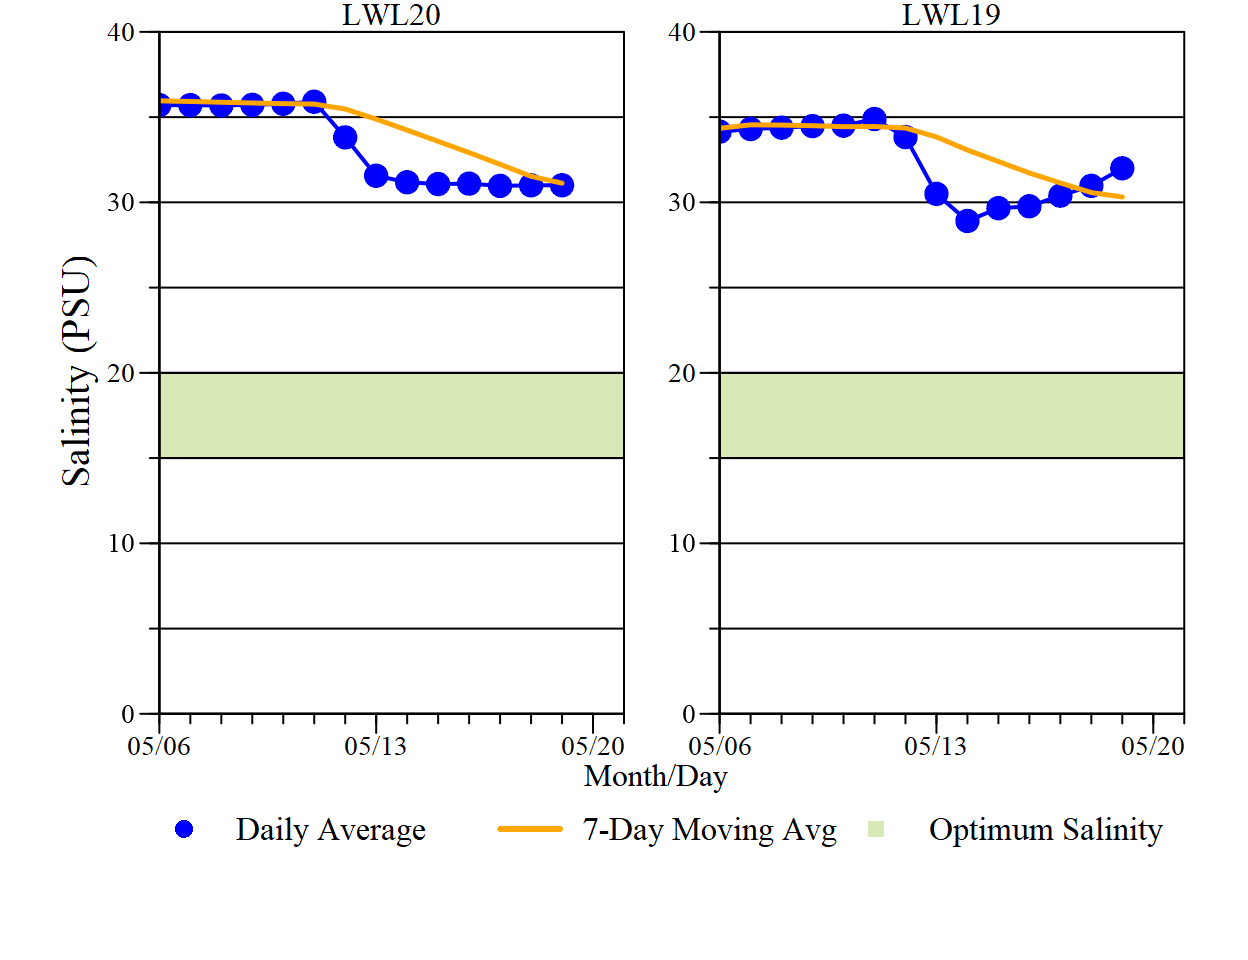 LWL20
LWL19
40
30
20
10
0
40
30
20
10
0
Salinity (PSU)
05/06
05/13
05/20
05/06
05/13
05/20
Month/Day
Daily Average
7-Day Moving Avg
Optimum Salinity